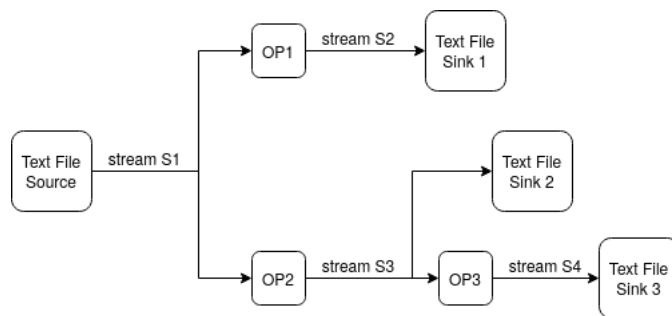 OP1
stream S2
Text File
Sink 1
Text File
Source
stream S1
Text File
Sink 2
OP2
stream S3
OP3
stream S4
Text File
Sink 3